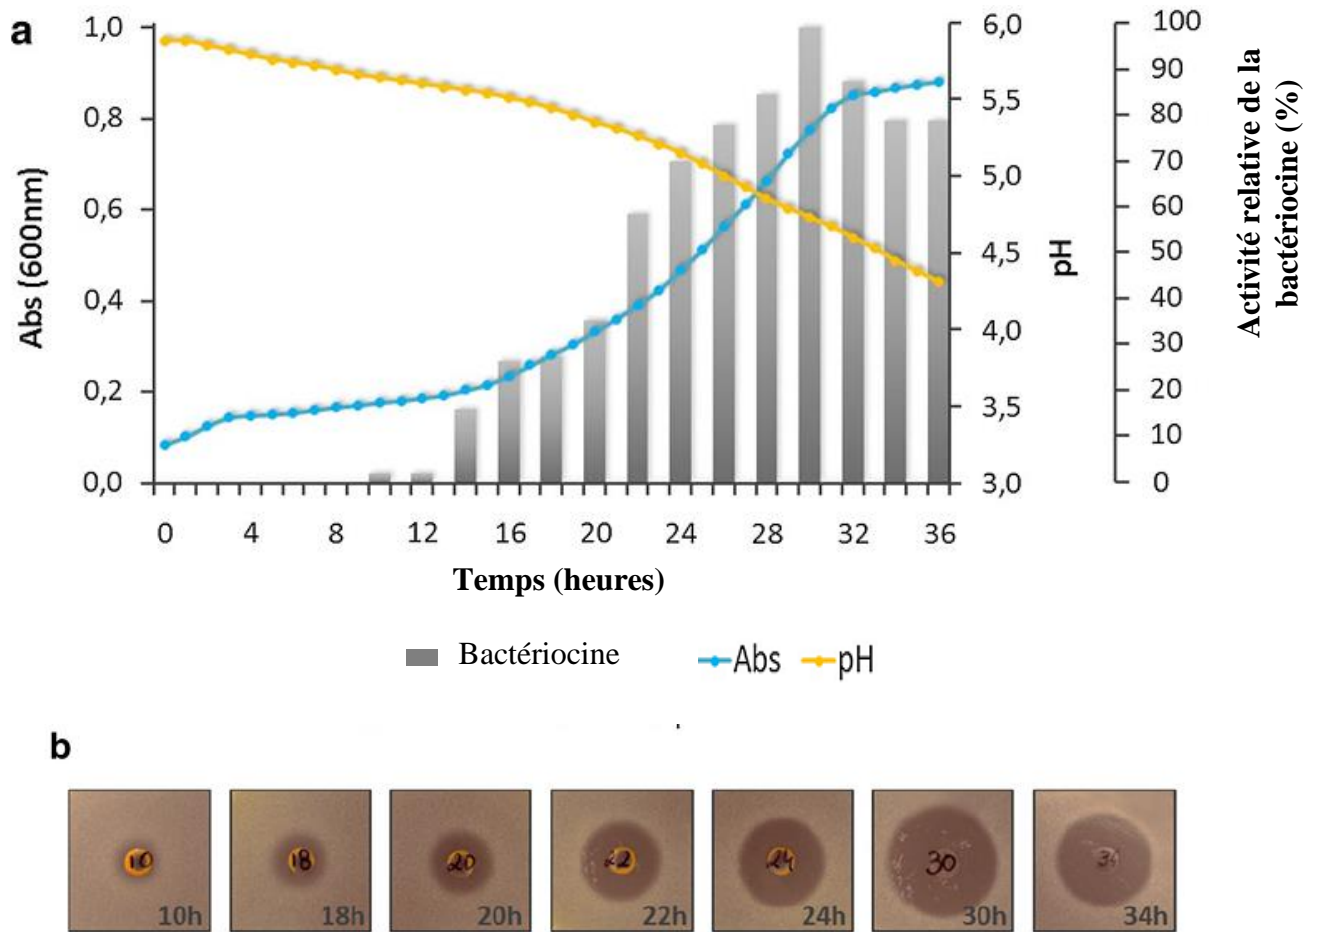 a
Abs (600nm)
1,0
0,8
0,6
0,4
0,2
0,0
6,0
5,5
5,0
4,5
4,0
3,5
3,0
pH
100
90
80
70
60
50
40
30
20
10
0
Activité relative de la
bactériocine (%)
0 4 8 12 16 20 24 28 32 36
Temps (heures)
Bactériocine Abs pH
b
10 18 20 22 24 30
10h 18h 20h 22h 24h 30h 34h